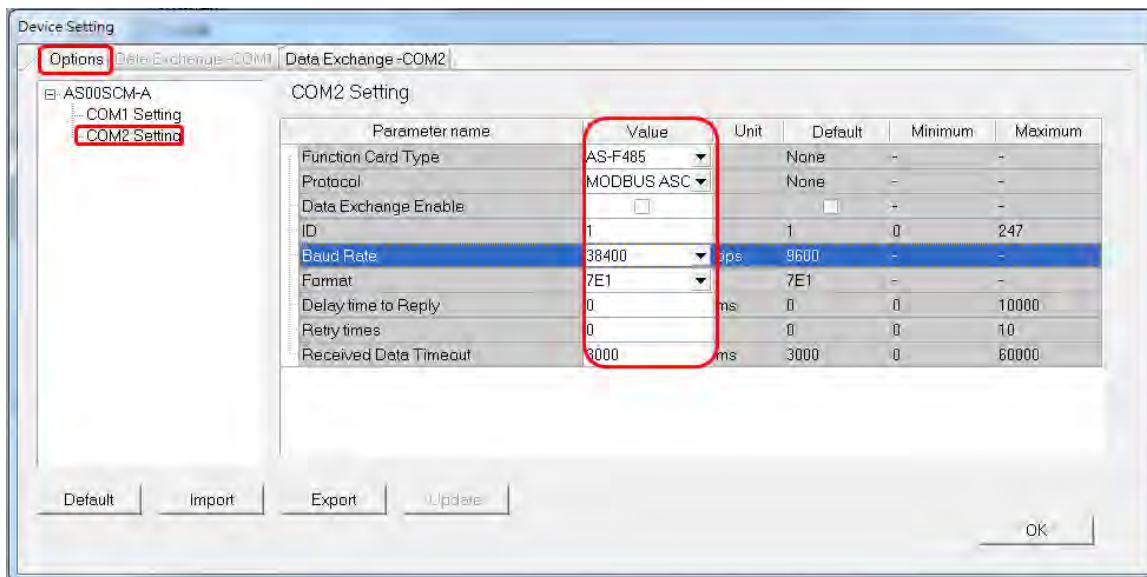 Device Setting
Options Data Exchange -COM1 Data Exchange -COM2
AS00SCM-A
COM1 Setting
COM2 Setting
COM2 Setting
Parameter name Value Unit Default Minimum Maximum
Function Card Type AS-F485 None - -
Protocol MODBUS ASC None - -
Data Exchange Enable - -
ID 1 1 0 247
Baud Rate 38400 bps 9600 - -
Format 7E1 7E1 - -
Delay time to Reply 0 ms 0 0 10000
Retry times 0 0 0 10
Received Data Timeout 3000 ms 3000 0 60000
Default Import Export Update
OK